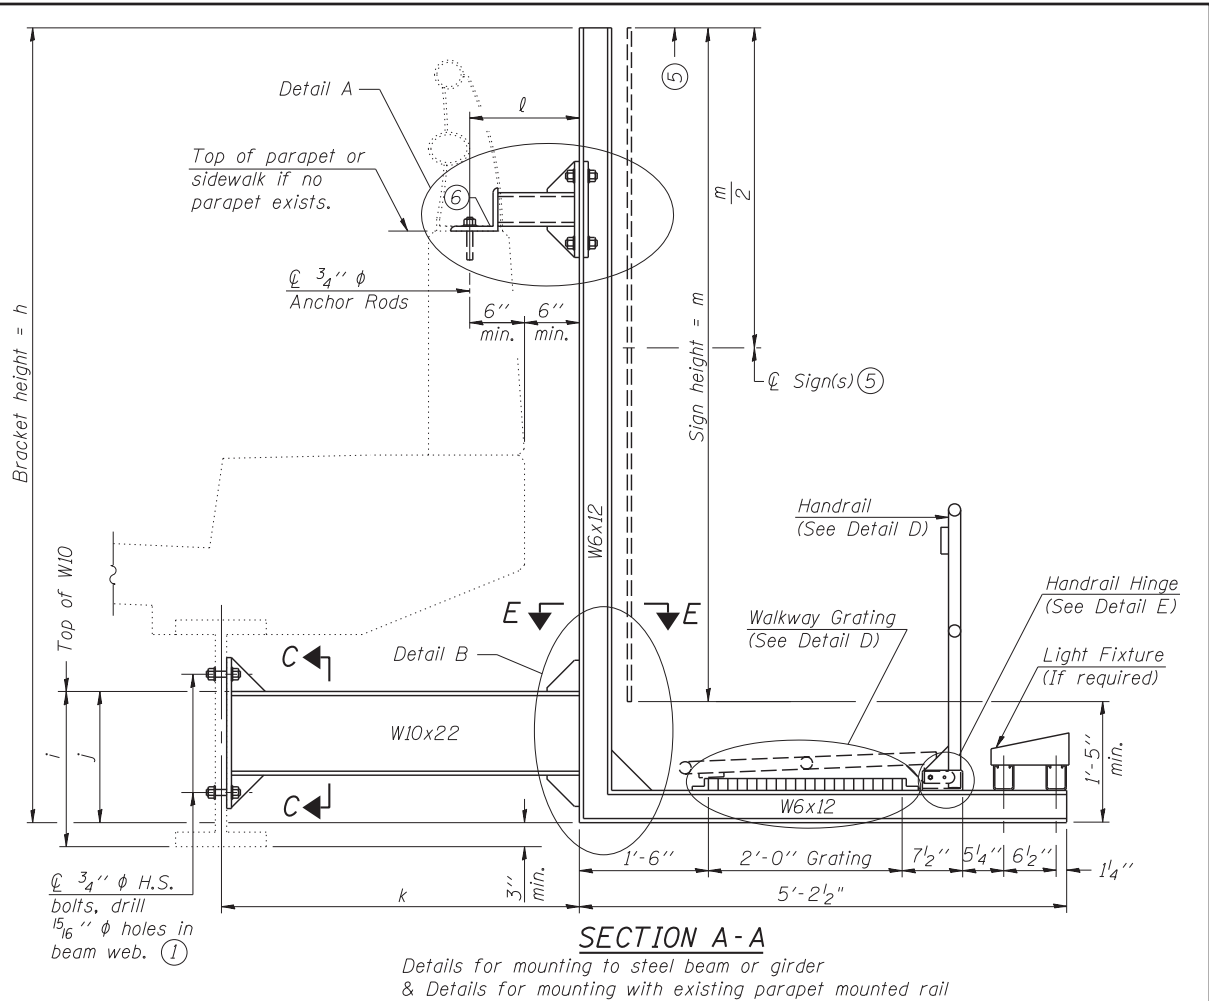 Detail A
ℓ
5
Top of parapet or
sidewalk if no
parapet exists.
6
m/2
℄ 3/4'' ϕ
Anchor Rods
6''
min.
6''
min.
Bracket height = h
Sign height = m
℄ Sign(s) 5
W6x12
Handrail
(See Detail D)
Top of W10
Handrail Hinge
(See Detail E)
E
E
Walkway Grating
(See Detail D)
C
Detail B
Light Fixture
(If required)
i
j
W10x22
1'-5''
min.
C
W6x12
1'-6''
2'-0'' Grating
7 1/2''
5 1/4''
6 1/2''
1 1/4''
℄ 3/4'' ϕ H.S.
bolts, drill
15/16'' ϕ holes in
beam web. 1
k
3''
min.
5'-2 1/2"
SECTION A-A
Details for mounting to steel beam or girder
& Details for mounting with existing parapet mounted rail